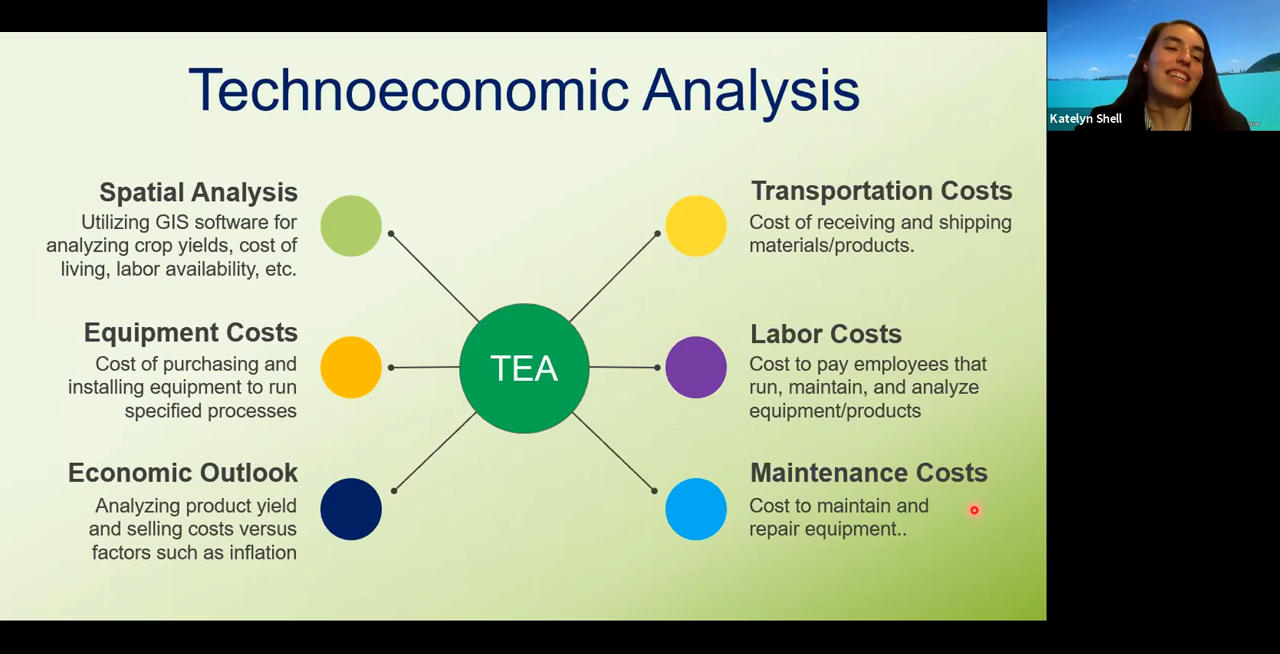 Technoeconomic Analysis
Spatial Analysis
Utilizing GIS software for
analyzing crop yields, cost of
living, labor availability, etc.
Equipment Costs
Cost of purchasing and
installing equipment to run
specified processes
Economic Outlook
Analyzing product yield
and selling costs versus
factors such as inflation
TEA
Transportation Costs
Cost of receiving and shipping
materials/products.
Labor Costs
Cost to pay employees that
run, maintain, and analyze
equipment/products
Maintenance Costs
Cost to maintain and
repair equipment..
Katelyn Shell